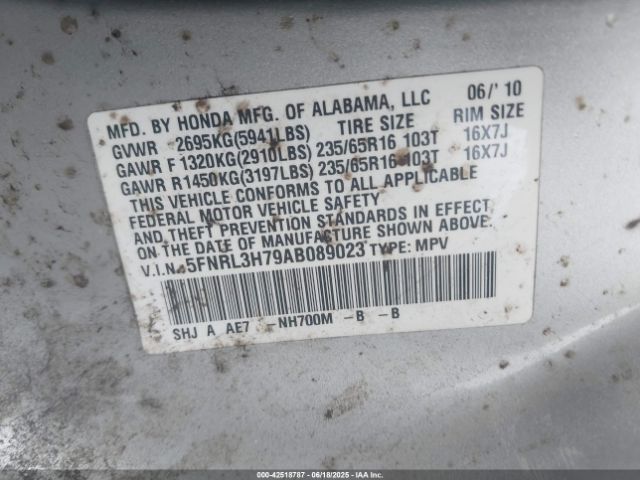 MFD. BY HONDA MFG. OF ALABAMA, LLC 06/' 10
GVWR 2695KG(5941LBS) TIRE SIZE RIM SIZE
GAWR F 1320KG(2910LBS) 235/65R16 103T 16X7J
GAWR R1450KG(3197LBS) 235/65R16 103T 16X7J
THIS VEHICLE CONFORMS TO ALL APPLICABLE
FEDERAL MOTOR VEHICLE SAFETY
AND THEFT PREVENTION STANDARDS IN EFFECT
ON THE DATE OF MANUFACTURE SHOWN ABOVE.
V.I.N. 5FNRL3H79AB089023 TYPE: MPV
SHJ A AE7 -NH700M -B -B
000-42518787 - 06/18/2025 - IAA, Inc.